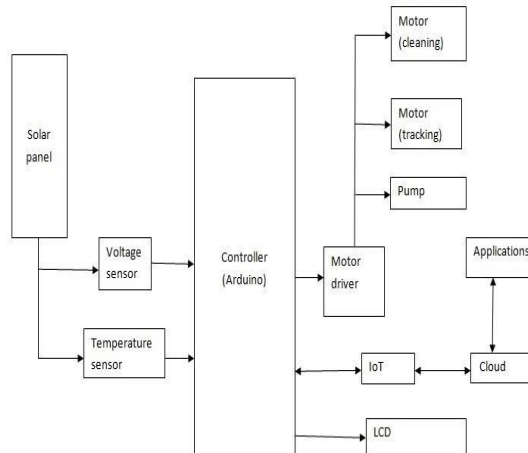 Motor
(cleaning)
Solar
panel
Motor
(tracking)
Pump
Voltage
sensor
Controller
(Arduino)
Motor
driver
Applications
Temperature
sensor
IoT
Cloud
LCD